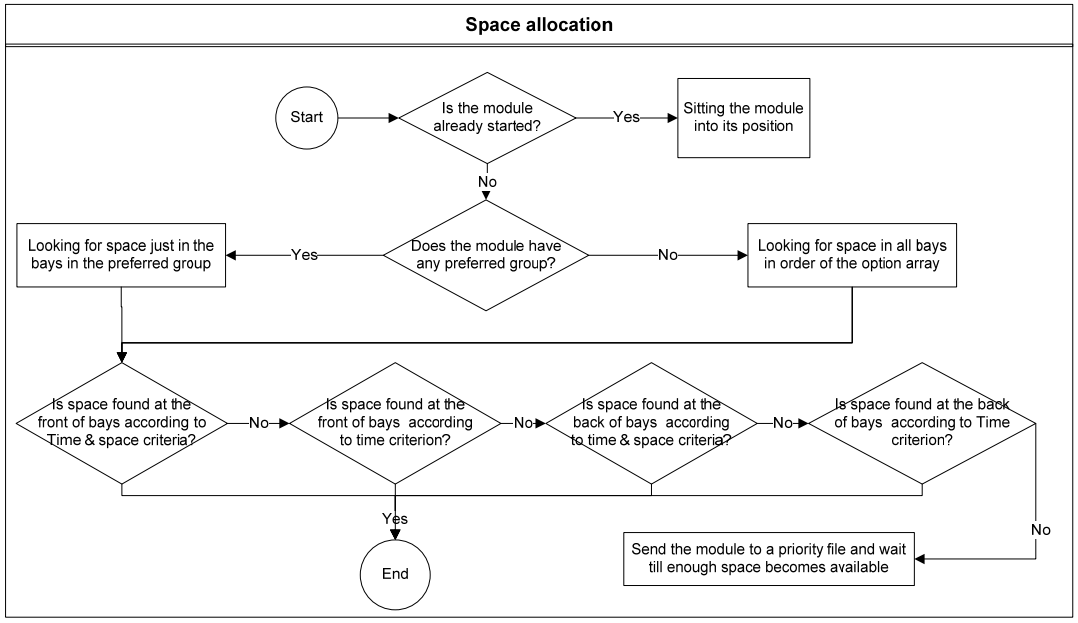 Space allocation
Start
Is the module
already started?
Yes
Sitting the module
into its position
No
Looking for space just in the
bays in the preferred group
Yes
Does the module have
any preferred group?
No
Looking for space in all bays
in order of the option array
Is space found at the
front of bays according to
Time & space criteria?
No
Is space found at the
front of bays according
to time criterion?
No
Is space found at the
back of bays according
to time & space criteria?
No
Is space found at the back
of bays according to Time
criterion?
Yes
No
End
Send the module to a priority file and wait
till enough space becomes available